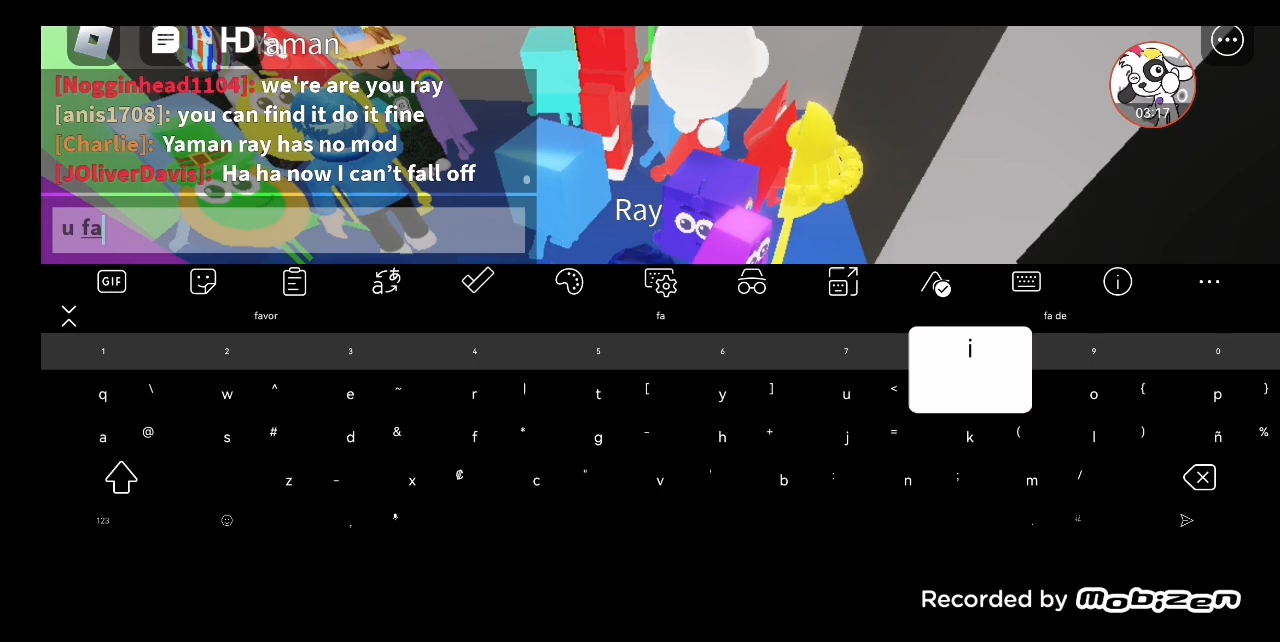 HD
aman
[Nogginhead1104]: we're are you ray
[anis1708]: you can find it do it fine
[Charlie]: Yaman ray has no mod
[JOliverDavis]: Ha ha now I can’t fall off
u fa
Ray
03:17
GIF
favor fa fa de
1 2 3 4 5 6 7 9 0
i
q \ w ^ e ~ r | t [ y ] u < o { p }
a @ s # d & f * g - h + j = k ( l ) ñ %
z - x ₡ c " v ' b : n ; m /
123 , .
Recorded by mobizen